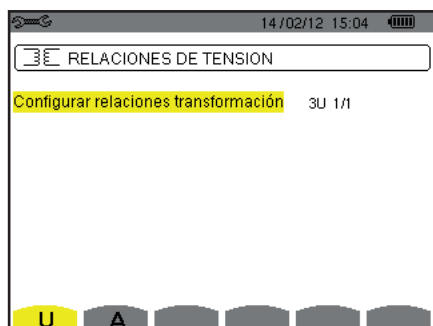 14/02/12 15:04
RELACIONES DE TENSION
Configurar relaciones transformación 3U 1/1
U A